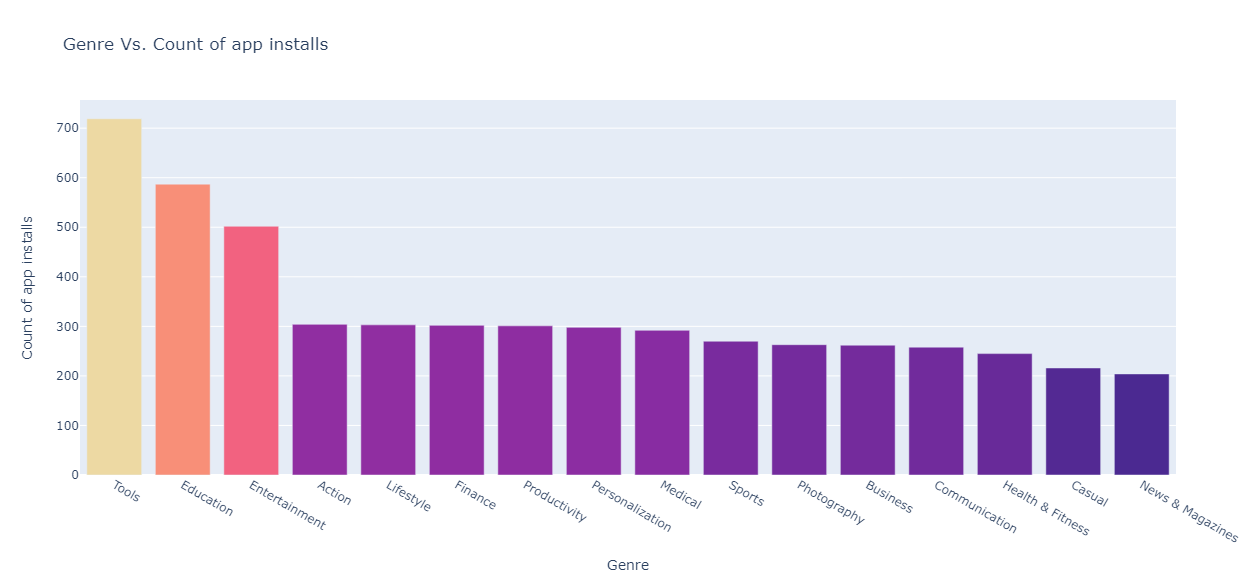 Genre Vs. Count of app installs
Count of app installs
700
600
500
400
300
200
100
0
Tools
Education
Entertainment
Action
Lifestyle
Finance
Productivity
Personalization
Medical
Sports
Photography
Business
Communication
Health & Fitness
Casual
News & Magazines
Genre